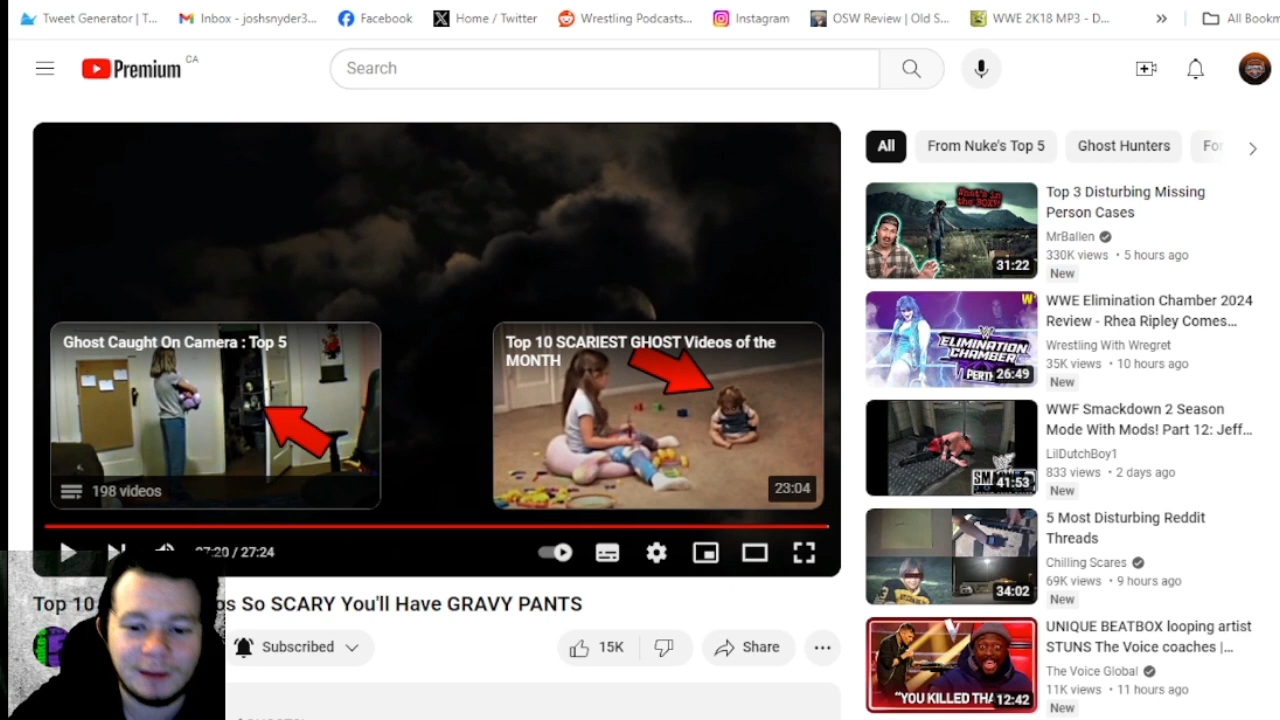 Tweet Generator | T...
Inbox - joshsnyder3...
Facebook
Home / Twitter
Wrestling Podcasts...
Instagram
OSW Review | Old S...
WWE 2K18 MP3 - D...
»
All Bookm
Premium CA
Search
All
From Nuke's Top 5
Ghost Hunters
Ghost Caught On Camera : Top 5
198 videos
Top 10 SCARIEST GHOST Videos of the
MONTH
23:04
27:20 / 27:24
Top 10
os So SCARY You'll Have GRAVY PANTS
Subscribed
15K
Share
What's in
the BOX?
31:22
Top 3 Disturbing Missing
Person Cases
MrBallen
330K views • 5 hours ago
New
W
ELIMINATION
CHAMBER
PERTH
26:49
WWE Elimination Chamber 2024
Review - Rhea Ripley Comes...
Wrestling With Wregret
35K views • 10 hours ago
New
41:53
WWF Smackdown 2 Season
Mode With Mods! Part 12: Jeff...
LilDutchBoy1
833 views • 2 days ago
New
34:02
5 Most Disturbing Reddit
Threads
Chilling Scares
69K views • 9 hours ago
New
"YOU KILLED THA
12:42
UNIQUE BEATBOX looping artist
STUNS The Voice coaches |...
The Voice Global
11K views • 11 hours ago
New